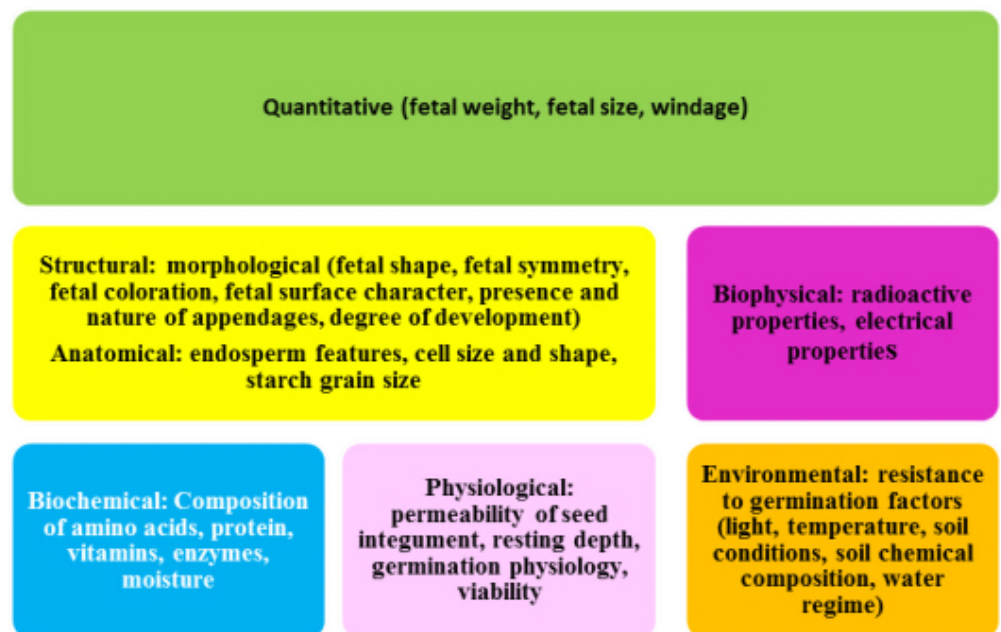 Quantitative (fetal weight, fetal size, windage)
Structural: morphological (fetal shape, fetal symmetry,
fetal coloration, fetal surface character, presence and
nature of appendages, degree of development)
Anatomical: endosperm features, cell size and shape,
starch grain size
Biophysical: radioactive
properties, electrical
properties
Biochemical: Composition
of amino acids, protein,
vitamins, enzymes,
moisture
Physiological:
permeability of seed
integument, resting depth,
germination physiology,
viability
Environmental: resistance
to germination factors
(light, temperature, soil
conditions, soil chemical
composition, water
regime)